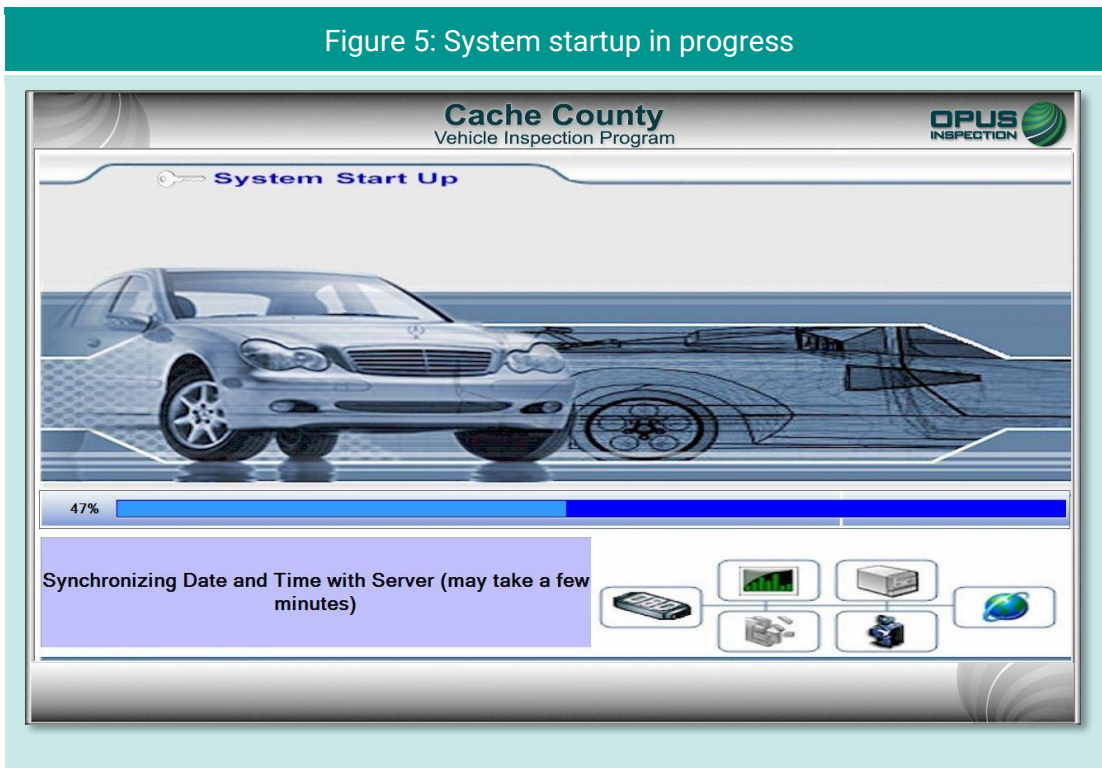 Figure 5: System startup in progress
Cache County
Vehicle Inspection Program
OPUS
INSPECTION
System Start Up
47%
Synchronizing Date and Time with Server (may take a few
minutes)